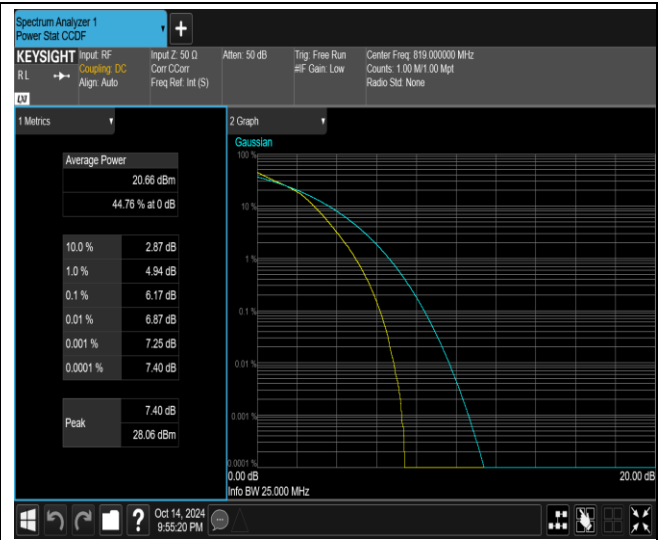 Spectrum Analyzer 1
Power Stat CCDF
+
KEYSIGHT
RL
LXI
Input: RF
Coupling: DC
Align: Auto
Input Z: 50 Ω
Corr CCorr
Freq Ref: Int (S)
Atten: 50 dB
Trig: Free Run
#IF Gain: Low
Center Freq: 819.000000 MHz
Counts: 1.00 M/1.00 Mpt
Radio Std: None
1 Metrics
Average Power
20.66 dBm
44.76 % at 0 dB
10.0 % 2.87 dB
1.0 % 4.94 dB
0.1 % 6.17 dB
0.01 % 6.87 dB
0.001 % 7.25 dB
0.0001 % 7.40 dB
Peak
7.40 dB
28.06 dBm
2 Graph
Gaussian
100 %
10 %
1 %
0.1 %
0.01 %
0.001 %
0.0001 %
0.00 dB
20.00 dB
Info BW 25.000 MHz
?
Oct 14, 2024
9:55:20 PM